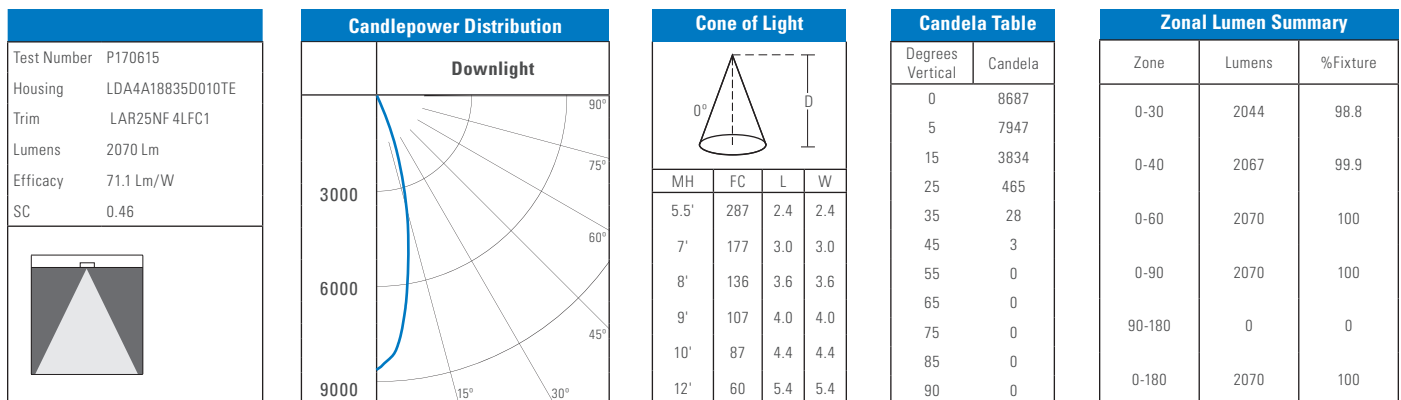 Test Number P170615
Housing LDA4A18835D010TE
Trim LAR25NF 4LFC1
Lumens 2070 Lm
Efficacy 71.1 Lm/W
SC 0.46
Candlepower Distribution
Downlight
90°
75°
3000
60°
6000
45°
9000
15°
30°
Cone of Light
0°
D
MH FC L W
5.5' 287 2.4 2.4
7' 177 3.0 3.0
8' 136 3.6 3.6
9' 107 4.0 4.0
10' 87 4.4 4.4
12' 60 5.4 5.4
Candela Table
Degrees
Vertical
Candela
0 8687
5 7947
15 3834
25 465
35 28
45 3
55 0
65 0
75 0
85 0
90 0
Zonal Lumen Summary
Zone Lumens %Fixture
0-30 2044 98.8
0-40 2067 99.9
0-60 2070 100
0-90 2070 100
90-180 0 0
0-180 2070 100